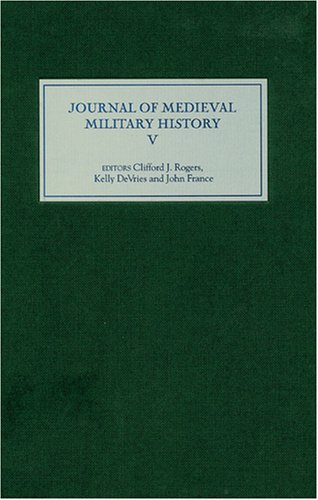 JOURNAL OF MEDIEVAL
MILITARY HISTORY
V
EDITORS Clifford J. Rogers,
Kelly DeVries and John France